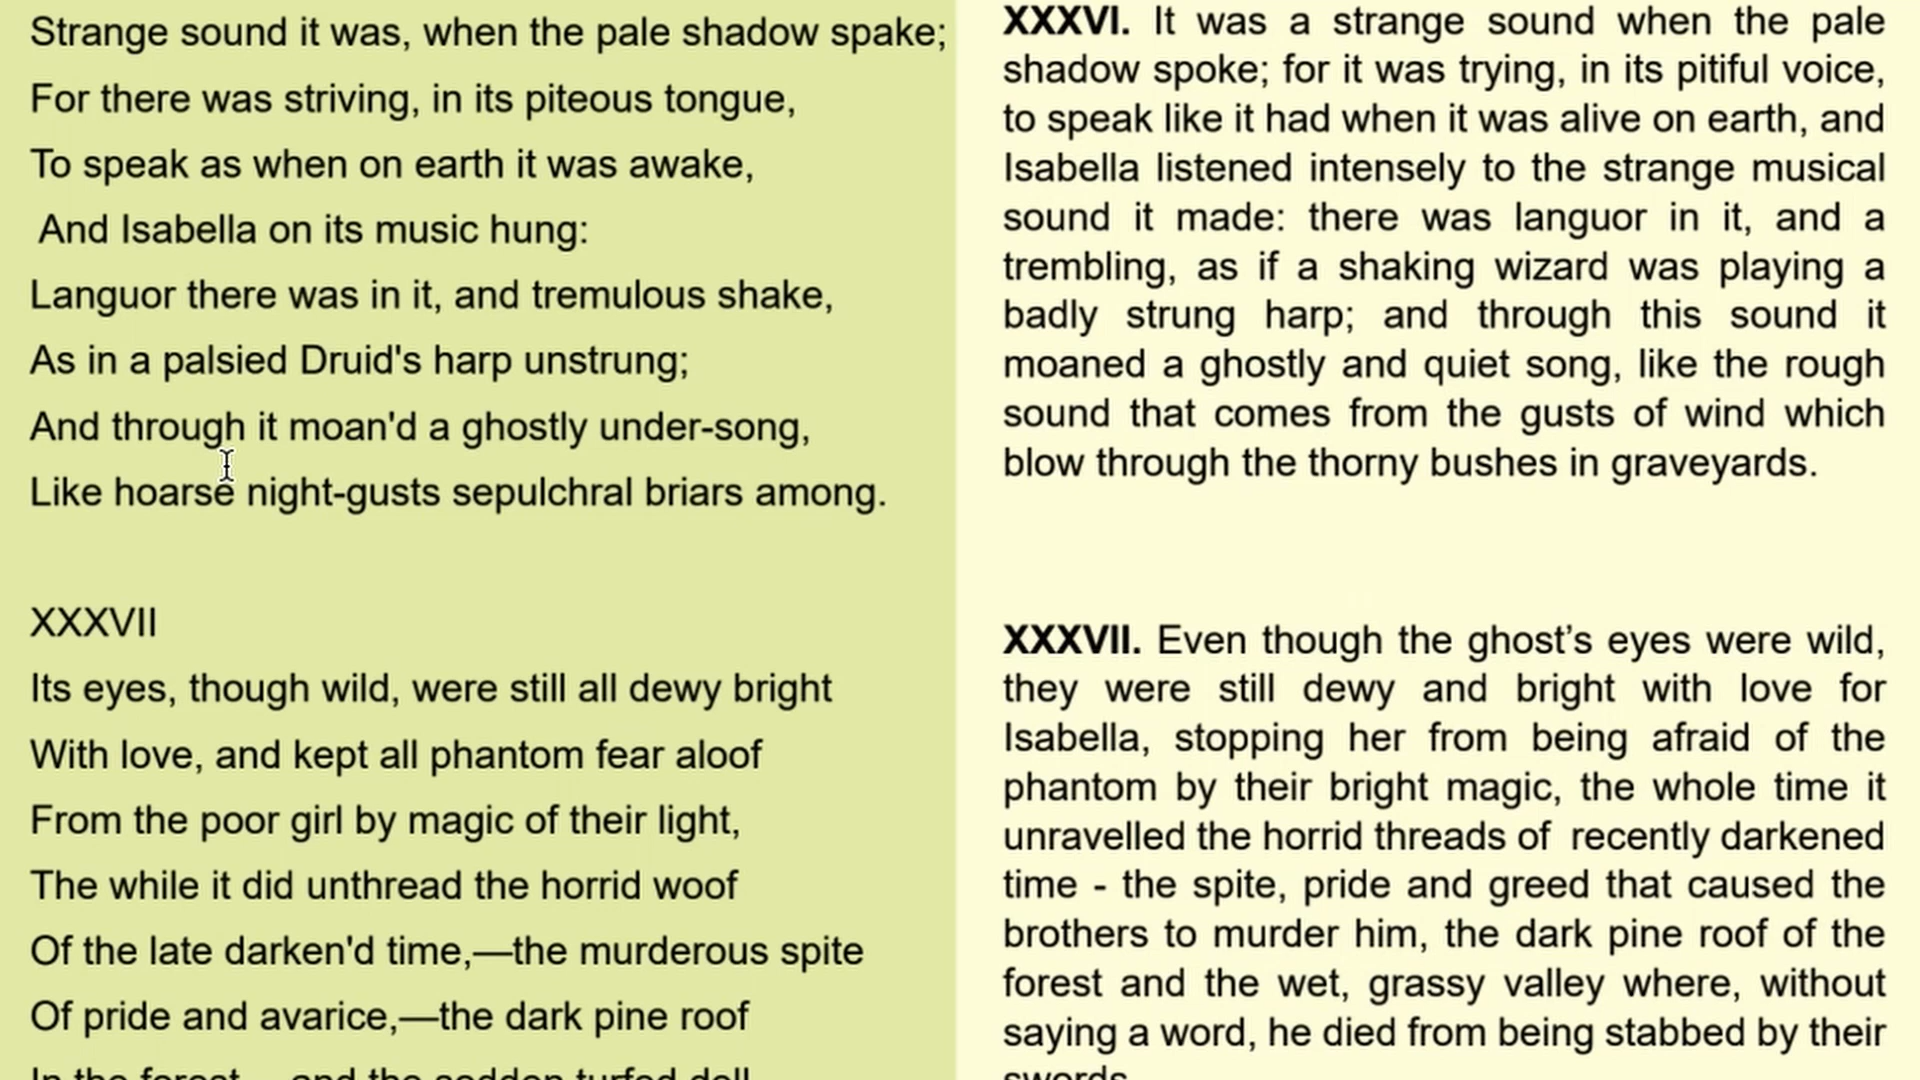 Strange sound it was, when the pale shadow spake;
For there was striving, in its piteous tongue,
To speak as when on earth it was awake,
And Isabella on its music hung:
Languor there was in it, and tremulous shake,
As in a palsied Druid's harp unstrung;
And through it moan'd a ghostly under-song,
Like hoarse night-gusts sepulchral briars among.
XXXVII
Its eyes, though wild, were still all dewy bright
With love, and kept all phantom fear aloof
From the poor girl by magic of their light,
The while it did unthread the horrid woof
Of the late darken'd time,—the murderous spite
Of pride and avarice,—the dark pine roof
In the forest,—and the sodden turfed dell
XXXVI. It was a strange sound when the pale
shadow spoke; for it was trying, in its pitiful voice,
to speak like it had when it was alive on earth, and
Isabella listened intensely to the strange musical
sound it made: there was languor in it, and a
trembling, as if a shaking wizard was playing a
badly strung harp; and through this sound it
moaned a ghostly and quiet song, like the rough
sound that comes from the gusts of wind which
blow through the thorny bushes in graveyards.
XXXVII. Even though the ghost’s eyes were wild,
they were still dewy and bright with love for
Isabella, stopping her from being afraid of the
phantom by their bright magic, the whole time it
unravelled the horrid threads of recently darkened
time - the spite, pride and greed that caused the
brothers to murder him, the dark pine roof of the
forest and the wet, grassy valley where, without
saying a word, he died from being stabbed by their
swords